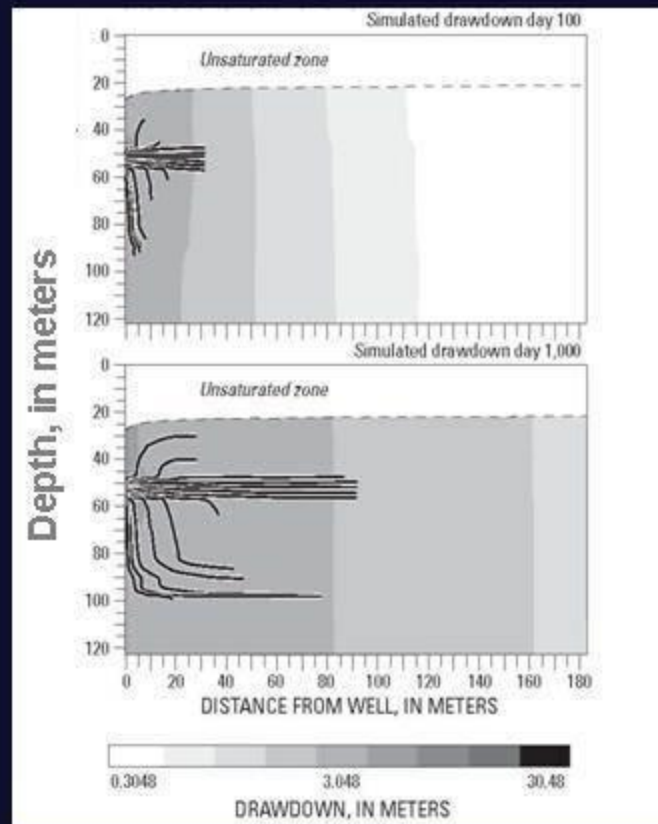 Simulated drawdown day 100
0
Unsaturated zone
20
40
60
80
100
120
Simulated drawdown day 1,000
0
Unsaturated zone
20
40
60
80
100
120
Depth, in meters
0 20 40 60 80 100 120 140 160 180
DISTANCE FROM WELL, IN METERS
0.3048 3.048 30.48
DRAWDOWN, IN METERS